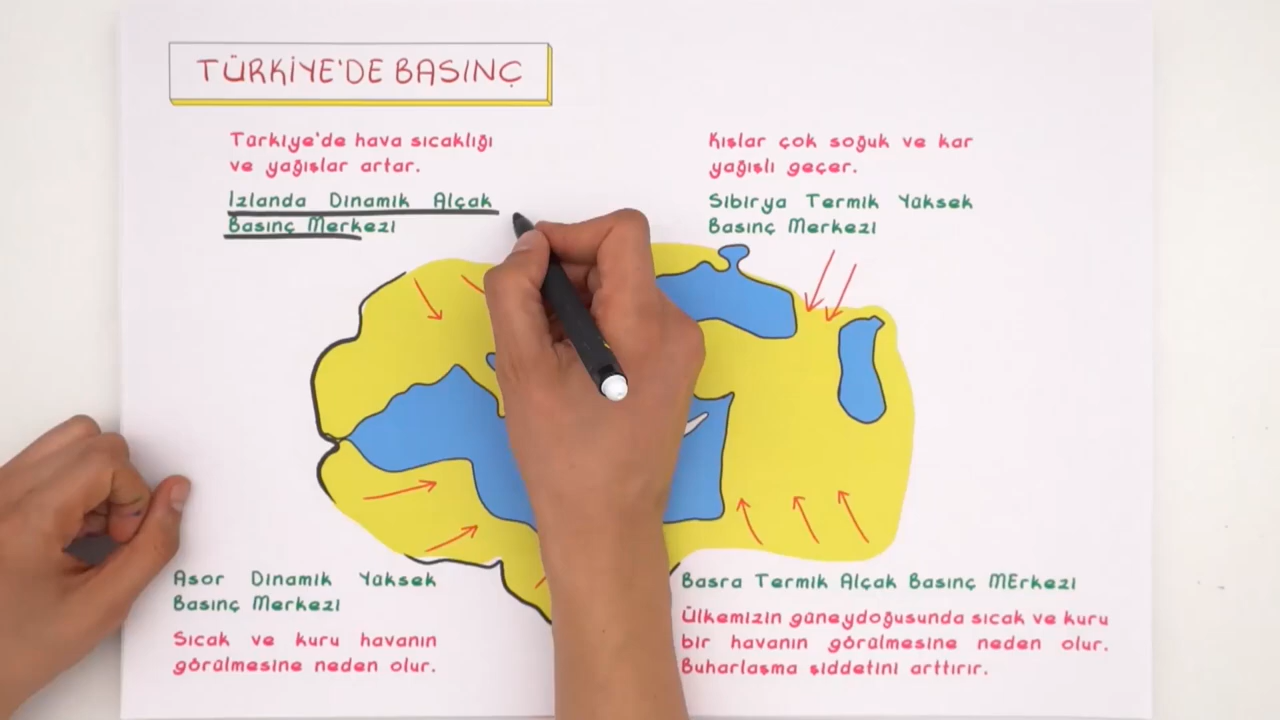 TÜRKİYE'DE BASINÇ
Türkiye'de hava sıcaklığı
ve yağışlar artar.
İzlanda Dinamik Alçak
Basınç Merkezi
Kışlar çok soğuk ve kar
yağışlı geçer.
Sibirya Termik Yüksek
Basınç Merkezi
Asor Dinamik Yüksek
Basınç Merkezi
Sıcak ve kuru havanın
görülmesine neden olur.
Basra Termik Alçak Basınç MErkezi
Ülkemizin güneydoğusunda sıcak ve kuru
bir havanın görülmesine neden olur.
Buharlaşma şiddetini arttırır.